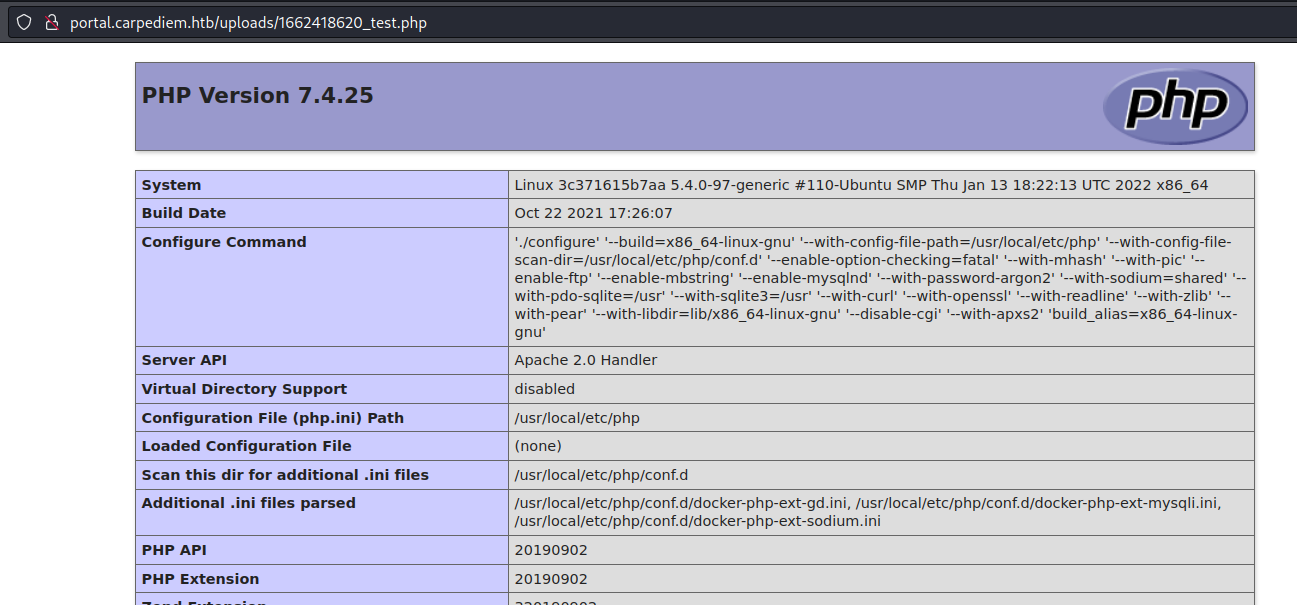 portal.carpediem.htb/uploads/1662418620_test.php
PHP Version 7.4.25
php
System Linux 3c371615b7aa 5.4.0-97-generic #110-Ubuntu SMP Thu Jan 13 18:22:13 UTC 2022 x86_64
Build Date Oct 22 2021 17:26:07
Configure Command './configure' '--build=x86_64-linux-gnu' '--with-config-file-path=/usr/local/etc/php' '--with-config-file-
scan-dir=/usr/local/etc/php/conf.d' '--enable-option-checking=fatal' '--with-mhash' '--with-pic' '--
enable-ftp' '--enable-mbstring' '--enable-mysqlnd' '--with-password-argon2' '--with-sodium=shared' '--
with-pdo-sqlite=/usr' '--with-sqlite3=/usr' '--with-curl' '--with-openssl' '--with-readline' '--with-zlib' '--
with-pear' '--with-libdir=lib/x86_64-linux-gnu' '--disable-cgi' '--with-apxs2' 'build_alias=x86_64-linux-
gnu'
Server API Apache 2.0 Handler
Virtual Directory Support disabled
Configuration File (php.ini) Path /usr/local/etc/php
Loaded Configuration File (none)
Scan this dir for additional .ini files /usr/local/etc/php/conf.d
Additional .ini files parsed /usr/local/etc/php/conf.d/docker-php-ext-gd.ini, /usr/local/etc/php/conf.d/docker-php-ext-mysqli.ini,
/usr/local/etc/php/conf.d/docker-php-ext-sodium.ini
PHP API 20190902
PHP Extension 20190902
Zend Extension 320190902